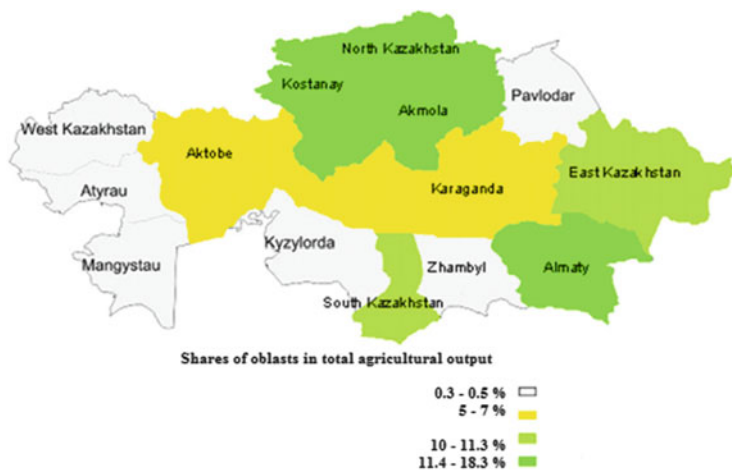 North Kazakhstan
Kostanay
Pavlodar
Akmola
West Kazakhstan
Aktobe
East Kazakhstan
Atyrau
Karaganda
Kyzylorda
Mangystau
Zhambyl
Almaty
South Kazakhstan
Shares of oblasts in total agricultural output
0.3 - 0.5 %
5 - 7 %
10 - 11.3 %
11.4 - 18.3 %